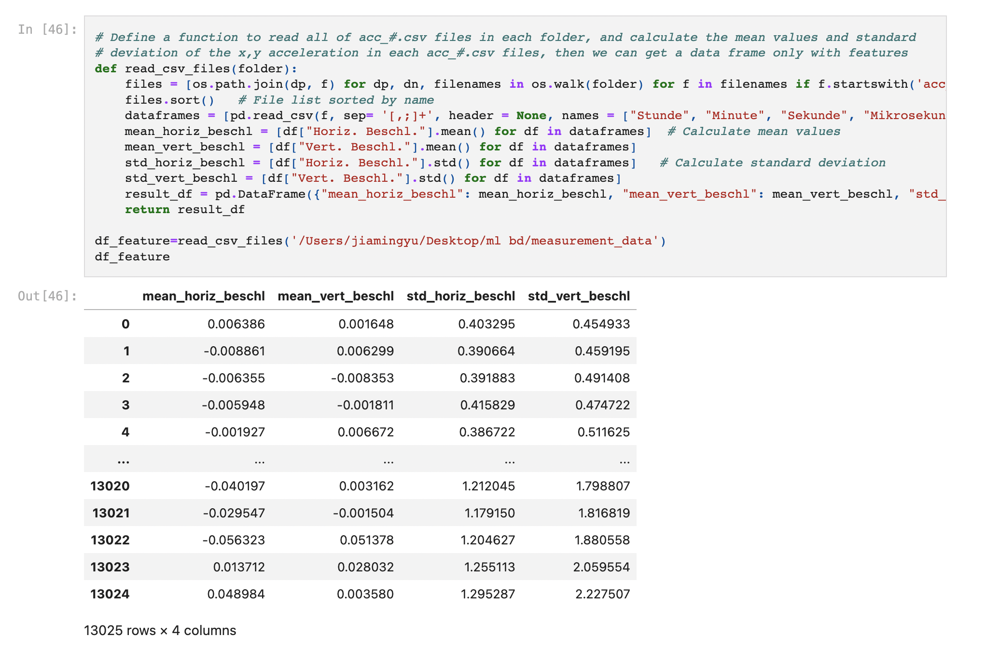 In [46]:
# Define a function to read all of acc_#.csv files in each folder, and calculate the mean values and standard
# deviation of the x,y acceleration in each acc_#.csv files, then we can get a data frame only with features
def read_csv_files(folder):
    files = [os.path.join(dp, f) for dp, dn, filenames in os.walk(folder) for f in filenames if f.startswith('acc_
    files.sort()   # File list sorted by name
    dataframes = [pd.read_csv(f, sep= '[,;]+', header = None, names = ["Stunde", "Minute", "Sekunde", "Mikrosekun
    mean_horiz_beschl = [df["Horiz. Beschl."].mean() for df in dataframes]  # Calculate mean values
    mean_vert_beschl = [df["Vert. Beschl."].mean() for df in dataframes]
    std_horiz_beschl = [df["Horiz. Beschl."].std() for df in dataframes]   # Calculate standard deviation
    std_vert_beschl = [df["Vert. Beschl."].std() for df in dataframes]
    result_df = pd.DataFrame({"mean_horiz_beschl": mean_horiz_beschl, "mean_vert_beschl": mean_vert_beschl, "std_
    return result_df
df_feature=read_csv_files('/Users/jiamingyu/Desktop/ml bd/measurement_data')
df_feature
Out[46]:
mean_horiz_beschl mean_vert_beschl std_horiz_beschl std_vert_beschl
0 0.006386 0.001648 0.403295 0.454933
1 -0.008861 0.006299 0.390664 0.459195
2 -0.006355 -0.008353 0.391883 0.491408
3 -0.005948 -0.001811 0.415829 0.474722
4 -0.001927 0.006672 0.386722 0.511625
... ... ... ... ...
13020 -0.040197 0.003162 1.212045 1.798807
13021 -0.029547 -0.001504 1.179150 1.816819
13022 -0.056323 0.051378 1.204627 1.880558
13023 0.013712 0.028032 1.255113 2.059554
13024 0.048984 0.003580 1.295287 2.227507
13025 rows × 4 columns